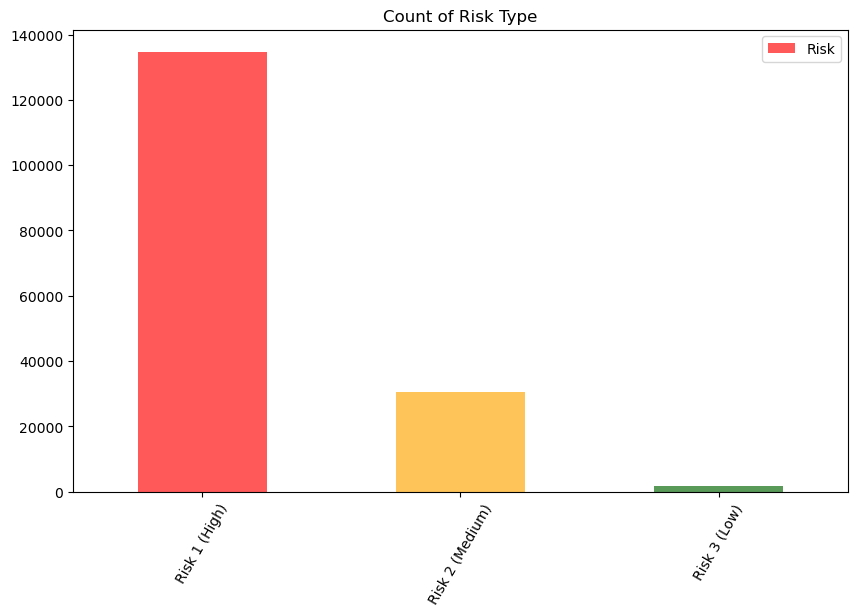 Count of Risk Type
Risk
140000
120000
100000
80000
60000
40000
20000
0
Risk 1 (High)
Risk 2 (Medium)
Risk 3 (Low)